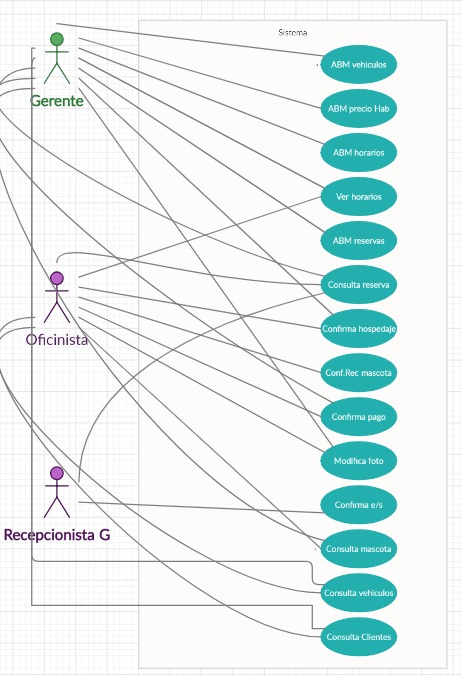 Sistema
ABM vehiculos
Gerente
ABM precio Hab
ABM horarios
Ver horarios
ABM reservas
Consulta reserva
Confirma hospedaje
Oficinista
Conf.Rec mascota
Confirma pago
Modifica foto
Confirma e/s
Recepcionista G
Consulta mascota
Consulta vehiculos
Consulta Clientes